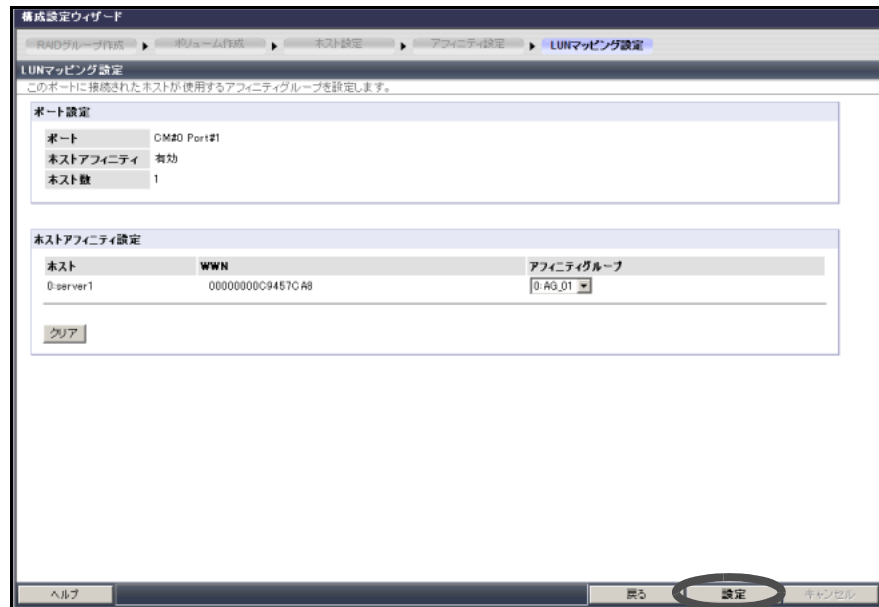 構成設定ウィザード
RAIDグループ作成 ボリューム作成 ホスト設定 アフィニティ設定 LUNマッピング設定
LUNマッピング設定
このポートに接続されたホストが使用するアフィニティグループを設定します。
ポート設定
ポート CM#0 Port#1
ホストアフィニティ 有効
ホスト数 1
ホストアフィニティ設定
ホスト WWN アフィニティグループ
0:server1 00000000C9457CA8 0:AG_01
クリア
ヘルプ 戻る 設定 キャンセル